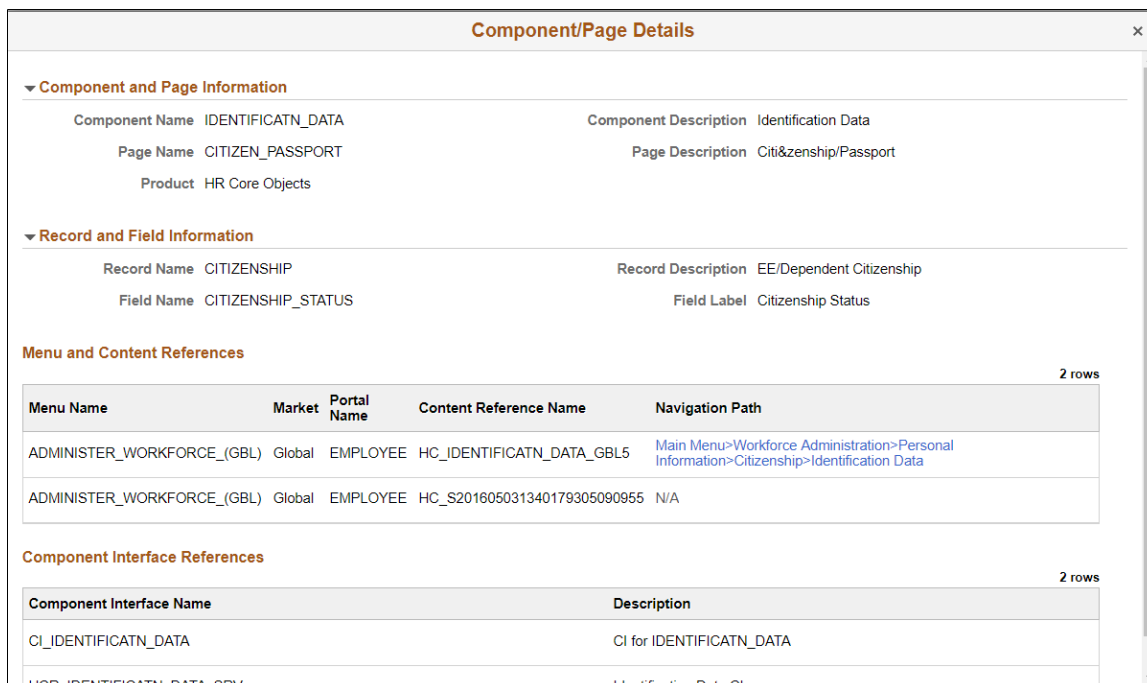 Component/Page Details
×
Component and Page Information
Component Name IDENTIFICATN_DATA Component Description Identification Data
Page Name CITIZEN_PASSPORT Page Description Citi&zenship/Passport
Product HR Core Objects
Record and Field Information
Record Name CITIZENSHIP Record Description EE/Dependent Citizenship
Field Name CITIZENSHIP_STATUS Field Label Citizenship Status
Menu and Content References
2 rows
Menu Name Market Portal Name Content Reference Name Navigation Path
ADMINISTER_WORKFORCE_(GBL) Global EMPLOYEE HC_IDENTIFICATN_DATA_GBL5 Main Menu>Workforce Administration>Personal
Information>Citizenship>Identification Data
ADMINISTER_WORKFORCE_(GBL) Global EMPLOYEE HC_S201605031340179305090955 N/A
Component Interface References
2 rows
Component Interface Name Description
CI_IDENTIFICATN_DATA CI for IDENTIFICATN_DATA